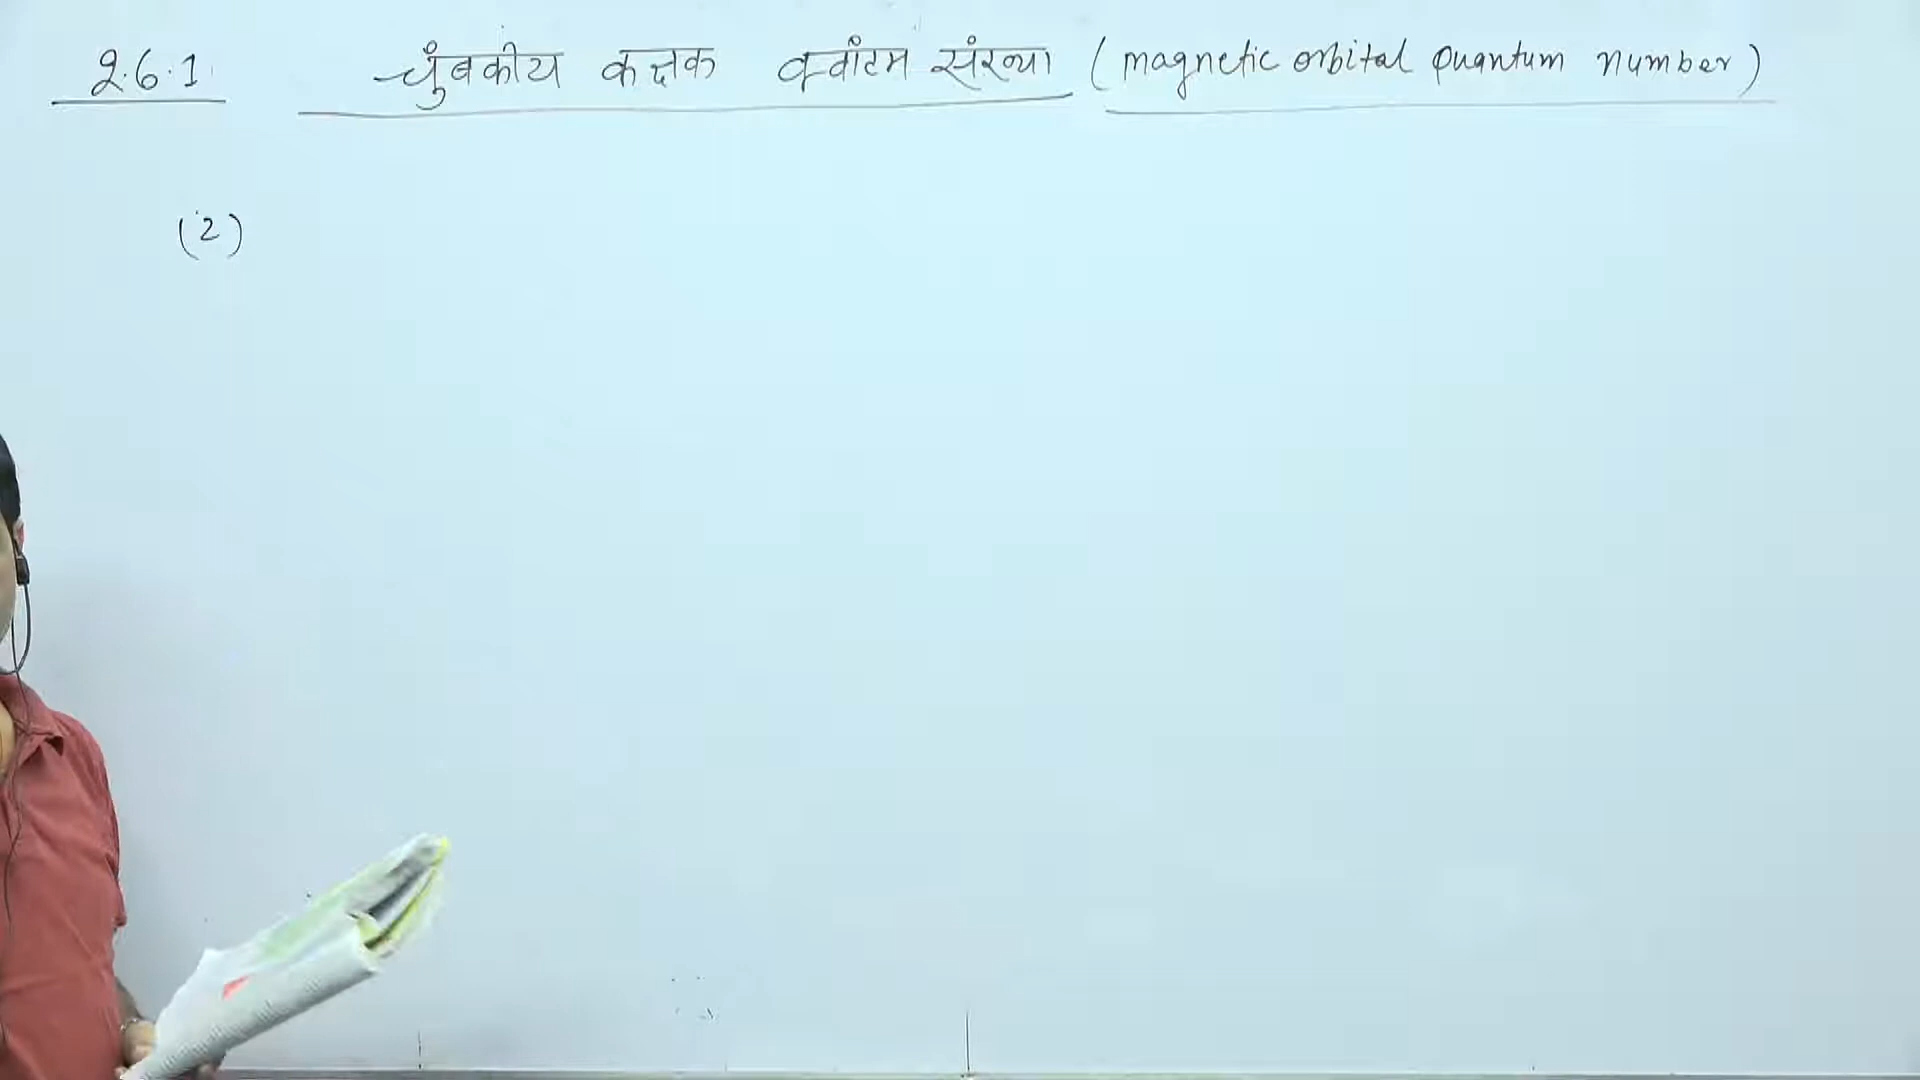 2.6.1 चुंबकीय कक्षक क्वांटम संख्या (magnetic orbital quantum number)
(2)